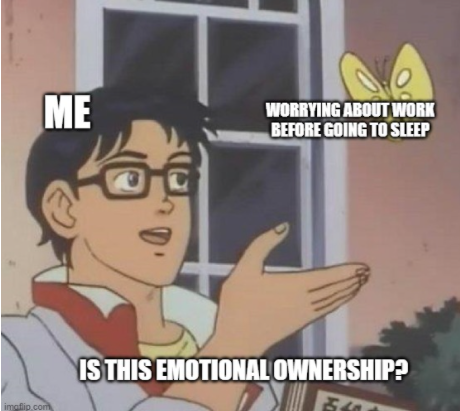 ME
WORRYING ABOUT WORK
BEFORE GOING TO SLEEP
IS THIS EMOTIONAL OWNERSHIP?
imgflip.com